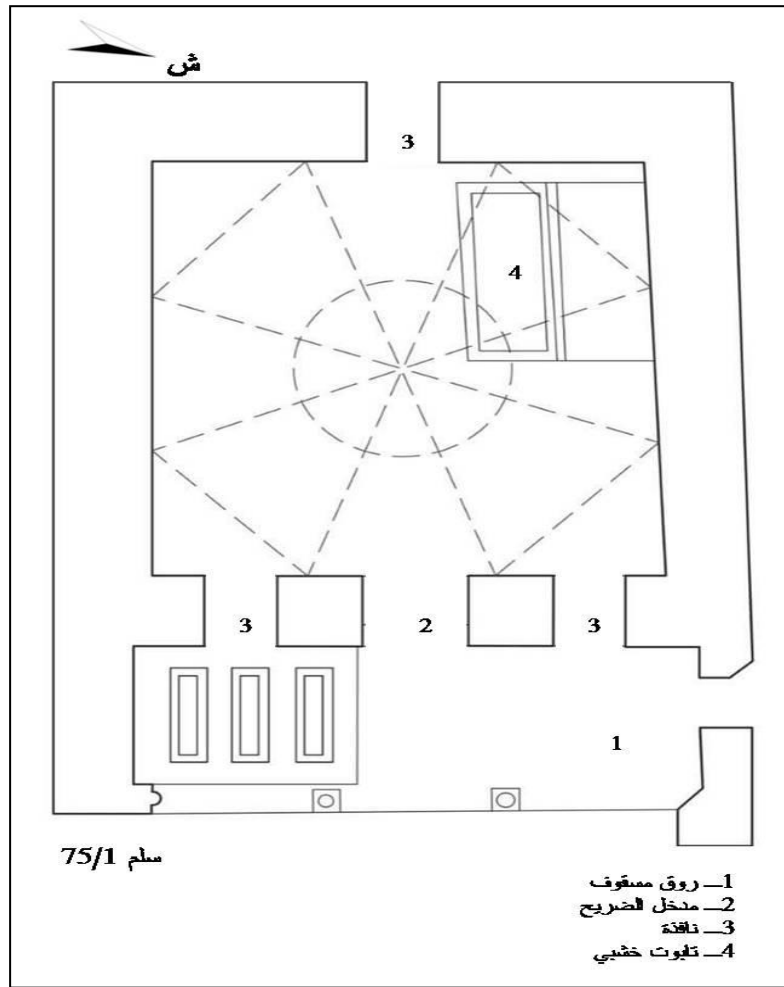 ش
3
4
3
2
3
1
سلم 75/1
1ـ روق مسقوف
2ـ مدخل الضريح
3ـ نافذة
4ـ تابوت خشبي